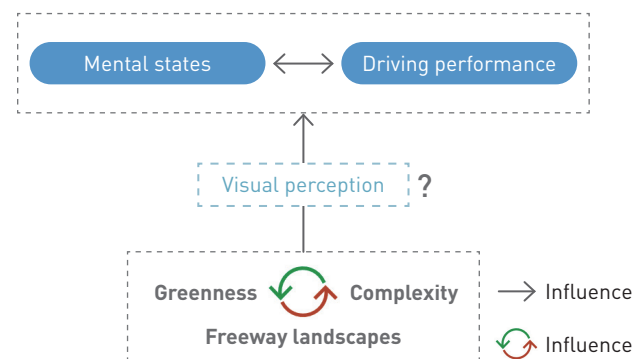 Mental states
Driving performance
Visual perception
?
Greenness
Complexity
Freeway landscapes
Influence
Influence